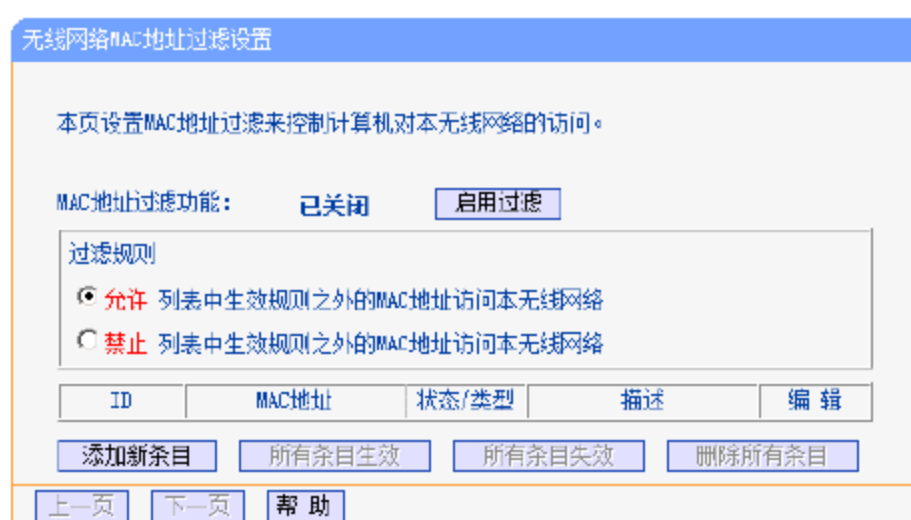 无线网络MAC地址过滤设置
本页设置MAC地址过滤来控制计算机对本无线网络的访问。
MAC地址过滤功能： 已关闭 启用过滤
过滤规则
允许 列表中生效规则之外的MAC地址访问本无线网络
禁止 列表中生效规则之外的MAC地址访问本无线网络
ID MAC地址 状态/类型 描述 编 辑
添加新条目 所有条目生效 所有条目失效 删除所有条目
上一页 下一页 帮 助